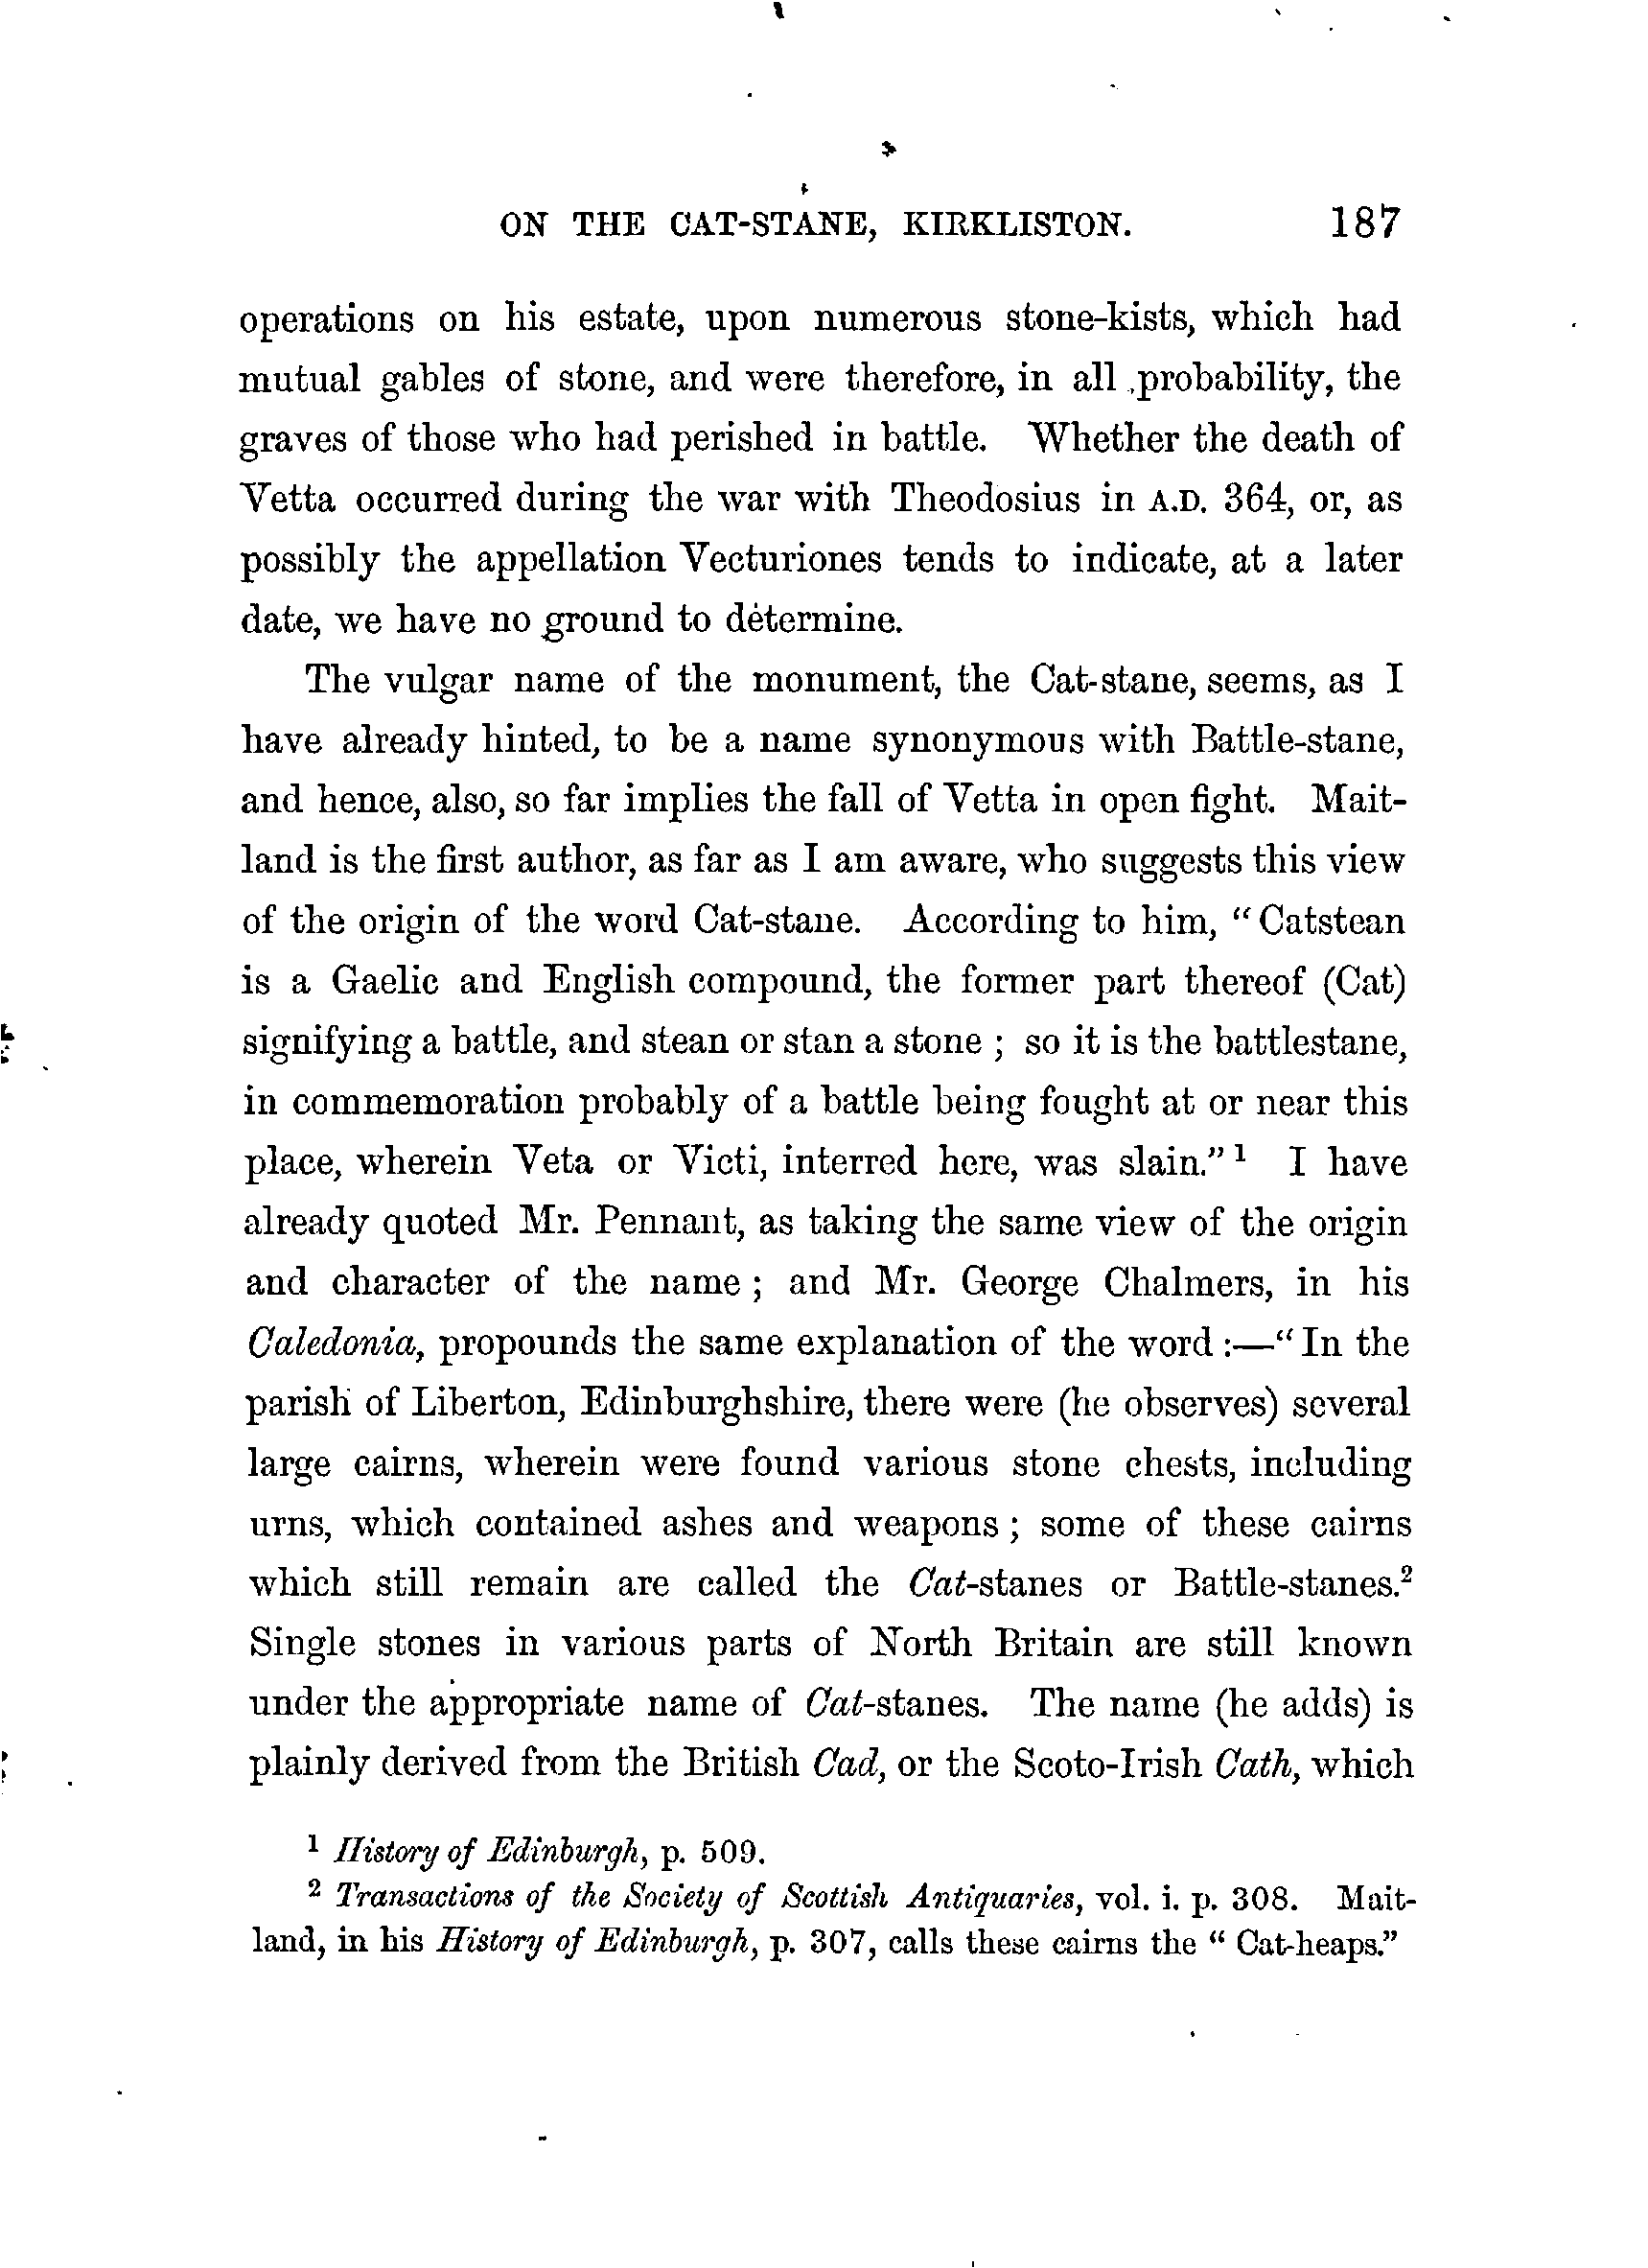 ON THE CAT-STANE, KIRKLISTON. 187
operations on his estate, upon numerous stone-kists, which had
mutual gables of stone, and were therefore, in all probability, the
graves of those who had perished in battle. Whether the death of
Vetta occurred during the war with Theodosius in A.D. 364, or, as
possibly the appellation Vecturiones tends to indicate, at a later
date, we have no ground to determine.
The vulgar name of the monument, the Cat-stane, seems, as I
have already hinted, to be a name synonymous with Battle-stane,
and hence, also, so far implies the fall of Vetta in open fight. Mait-
land is the first author, as far as I am aware, who suggests this view
of the origin of the word Cat-stane. According to him, "Catstean
is a Gaelic and English compound, the former part thereof (Cat)
signifying a battle, and stean or stan a stone ; so it is the battlestane,
in commemoration probably of a battle being fought at or near this
place, wherein Veta or Victi, interred here, was slain."¹ I have
already quoted Mr. Pennant, as taking the same view of the origin
and character of the name ; and Mr. George Chalmers, in his
Caledonia, propounds the same explanation of the word :—"In the
parish of Liberton, Edinburghshire, there were (he observes) several
large cairns, wherein were found various stone chests, including
urns, which contained ashes and weapons ; some of these cairns
which still remain are called the Cat-stanes or Battle-stanes.²
Single stones in various parts of North Britain are still known
under the appropriate name of Cat-stanes. The name (he adds) is
plainly derived from the British Cad, or the Scoto-Irish Cath, which
¹ History of Edinburgh, p. 509.
² Transactions of the Society of Scottish Antiquaries, vol. i. p. 308. Mait-
land, in his History of Edinburgh, p. 307, calls these cairns the " Cat-heaps."